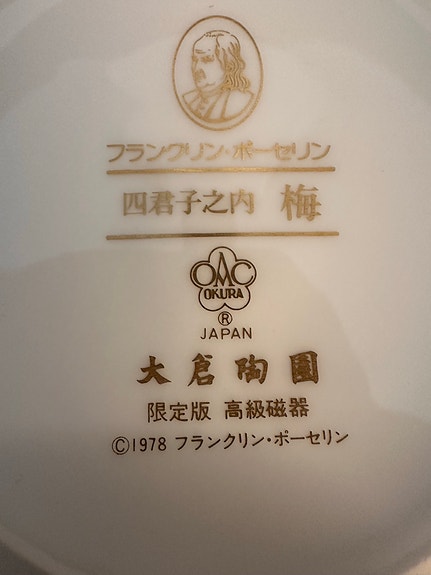 フランクリン・ポーセリン
四君子之内 梅
OAC
OKURA
®
JAPAN
大倉陶園
限定版 高級磁器
©1978 フランクリン・ポーセリン